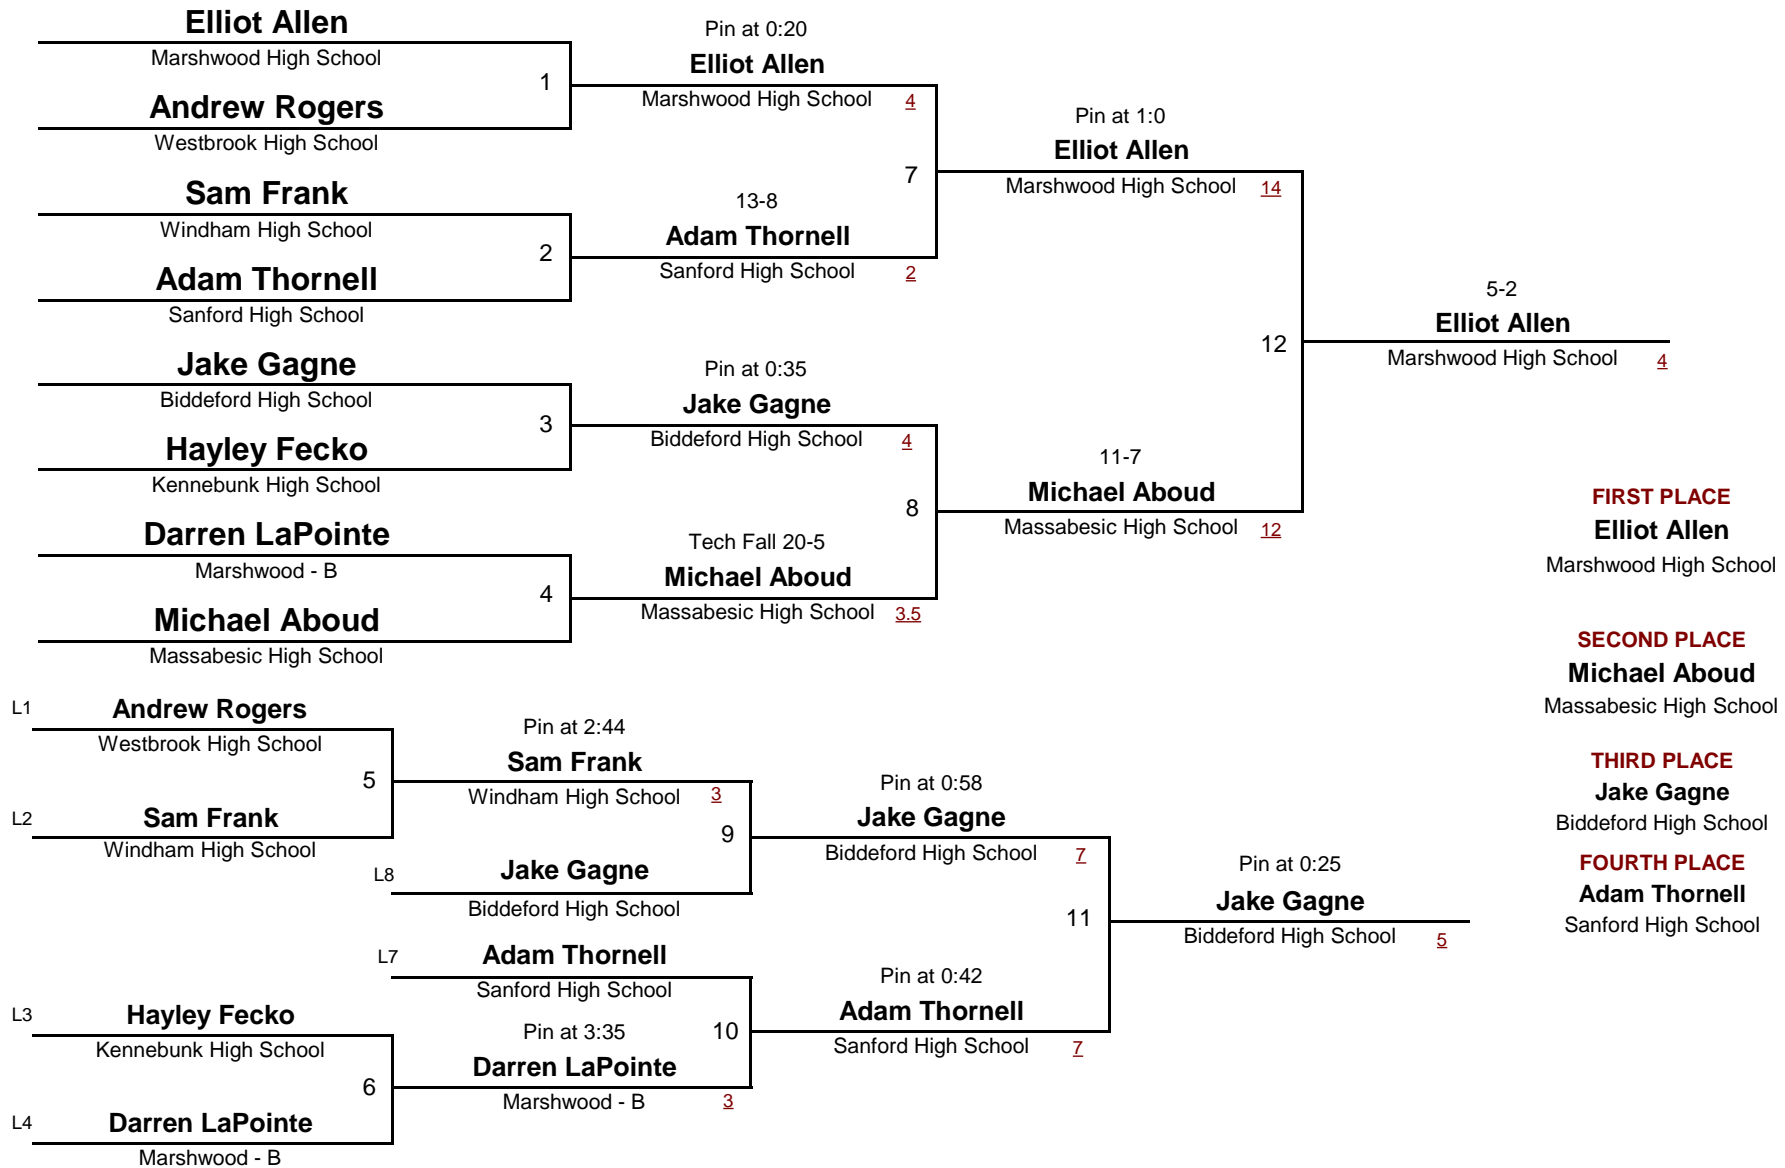 Elliot Allen
Marshwood High School
1
Andrew Rogers
Westbrook High School
Sam Frank
Windham High School
2
Adam Thornell
Sanford High School
Jake Gagne
Biddeford High School
3
Hayley Fecko
Kennebunk High School
Darren LaPointe
Marshwood - B
4
Michael Aboud
Massabesic High School
Pin at 0:20
Elliot Allen
Marshwood High School 4
7
13-8
Adam Thornell
Sanford High School 2
Pin at 0:35
Jake Gagne
Biddeford High School 4
8
Tech Fall 20-5
Michael Aboud
Massabesic High School 3.5
Pin at 1:0
Elliot Allen
Marshwood High School 14
12
11-7
Michael Aboud
Massabesic High School 12
5-2
Elliot Allen
Marshwood High School 4
FIRST PLACE
Elliot Allen
Marshwood High School
SECOND PLACE
Michael Aboud
Massabesic High School
THIRD PLACE
Jake Gagne
Biddeford High School
FOURTH PLACE
Adam Thornell
Sanford High School
L1 Andrew Rogers
Westbrook High School
5
L2 Sam Frank
Windham High School
L3 Hayley Fecko
Kennebunk High School
6
L4 Darren LaPointe
Marshwood - B
Pin at 2:44
Sam Frank
Windham High School 3
9
L8 Jake Gagne
Biddeford High School
L7 Adam Thornell
Sanford High School
10
Pin at 3:35
Darren LaPointe
Marshwood - B 3
Pin at 0:58
Jake Gagne
Biddeford High School 7
11
Pin at 0:42
Adam Thornell
Sanford High School 7
Pin at 0:25
Jake Gagne
Biddeford High School 5